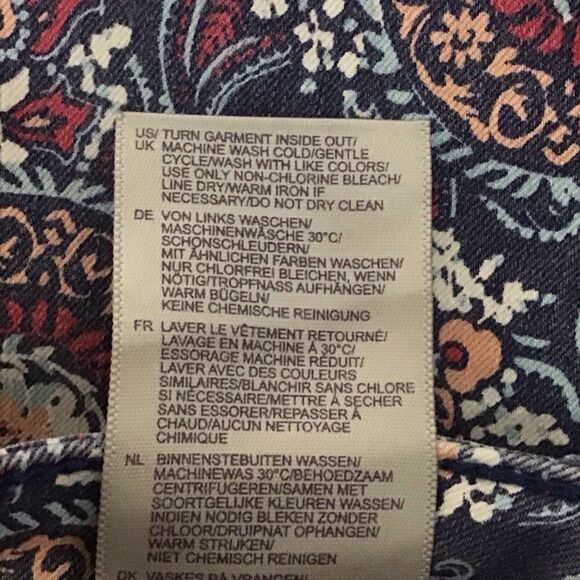 US/ TURN GARMENT INSIDE OUT/
UK MACHINE WASH COLD/GENTLE
CYCLE/WASH WITH LIKE COLORS/
USE ONLY NON-CHLORINE BLEACH/
LINE DRY/WARM IRON IF
NECESSARY/DO NOT DRY CLEAN
DE VON LINKS WASCHEN/
MASCHINENWÄSCHE 30°C/
SCHONSCHLEUDERN/
MIT ÄHNLICHEN FARBEN WASCHEN/
NUR CHLORFREI BLEICHEN, WENN
NÖTIG/TROPFNASS AUFHÄNGEN/
WARM BÜGELN/
KEINE CHEMISCHE REINIGUNG
FR LAVER LE VÊTEMENT RETOURNÉ/
LAVAGE EN MACHINE Á 30°C/
ESSORAGE MACHINE RÉDUIT/
LAVER AVEC DES COULEURS
SIMILAIRES/BLANCHIR SANS CHLORE
SI NÉCESSAIRE/METTRE À SECHER
SANS ESSORER/REPASSER À
CHAUD/AUCUN NETTOYAGE
CHIMIQUE
NL BINNENSTEBUITEN WASSEN/
MACHINEWAS 30°C/BEHOEDZAAM
CENTRIFUGEREN/SAMEN MET
SOORTGELIJKE KLEUREN WASSEN/
INDIEN NODIG BLEKEN ZONDER
CHLOOR/DRUIPNAT OPHANGEN/
WARM STRIJKEN/
NIET CHEMISCH REINIGEN
DK VASKES PÅ VRANGEN/